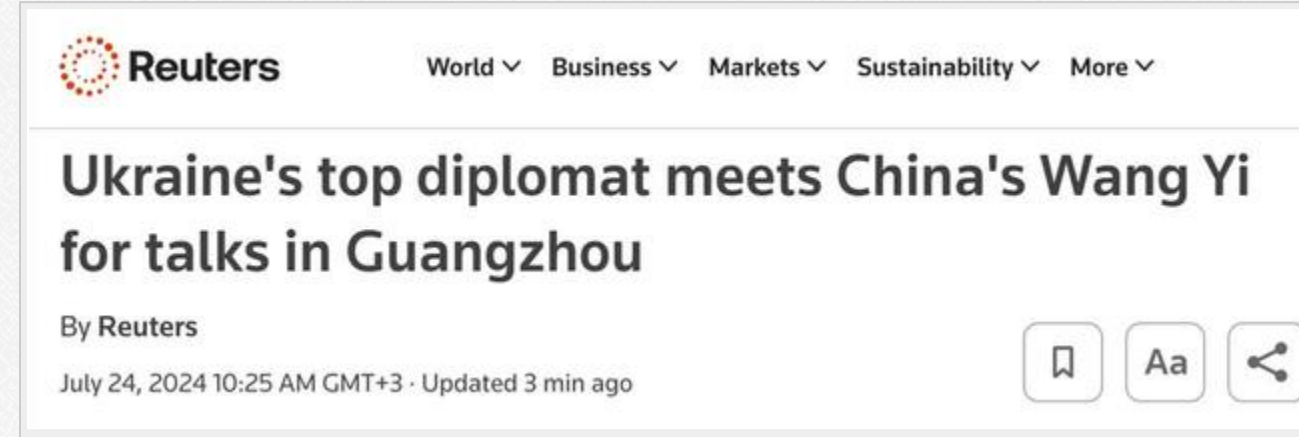 Reuters
World Business Markets Sustainability More
Ukraine's top diplomat meets China's Wang Yi
for talks in Guangzhou
By Reuters
July 24, 2024 10:25 AM GMT+3 · Updated 3 min ago
Aa